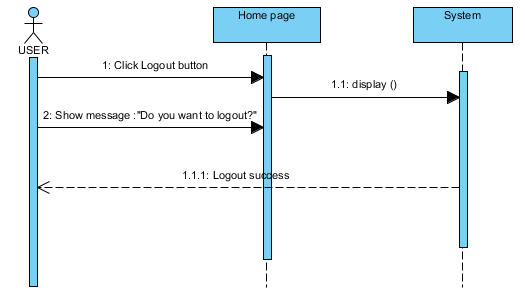 Home page
System
USER
1: Click Logout button
1.1: display ()
2: Show message :"Do you want to logout?"
1.1.1: Logout success